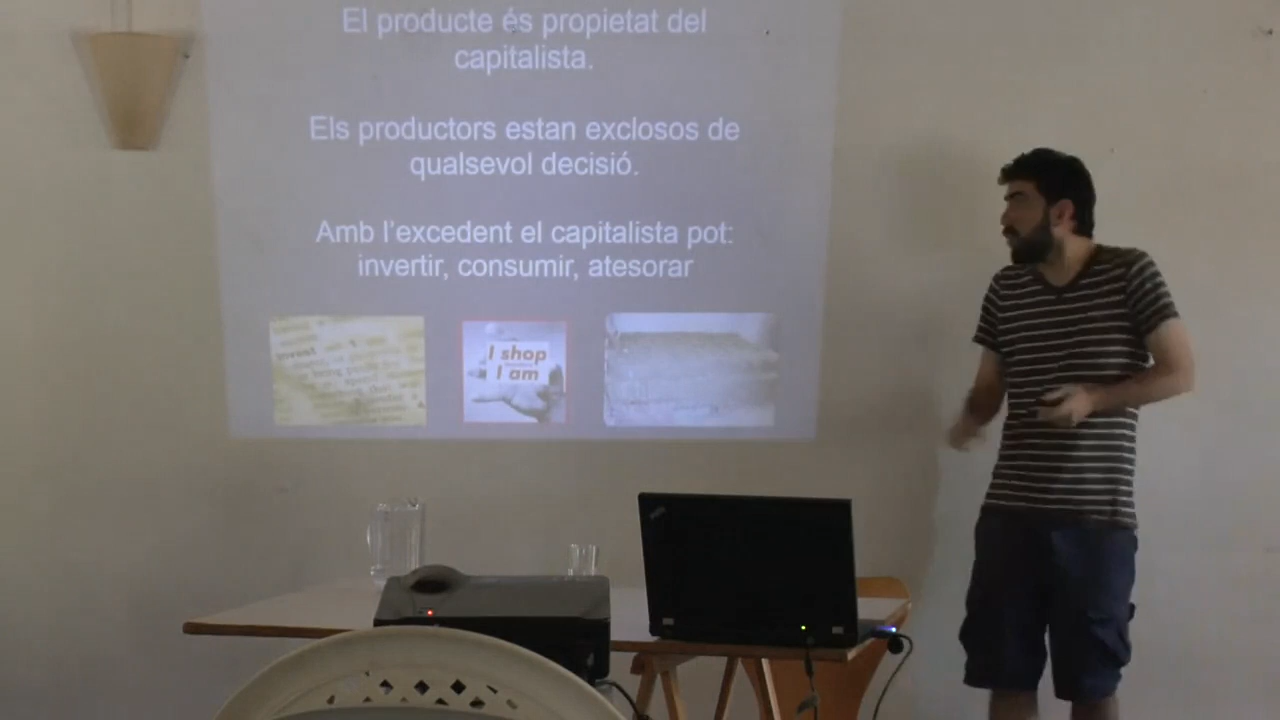 El producte és propietat del
capitalista.
Els productors estan exclosos de
qualsevol decisió.
Amb l'excedent el capitalista pot:
invertir, consumir, atesorar
I shop
I am